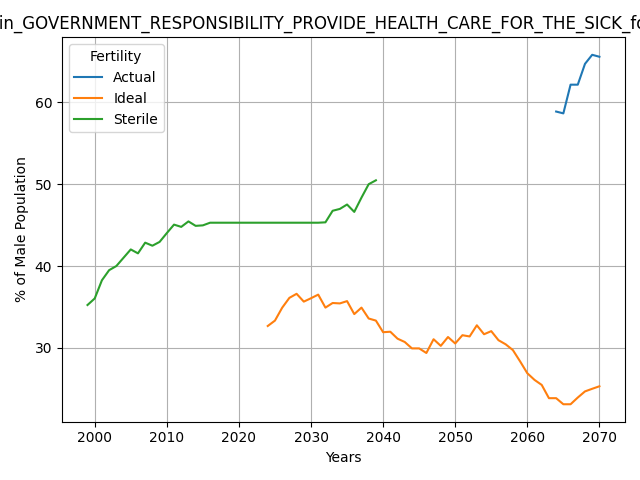 in_GOVERNMENT_RESPONSIBILITY_PROVIDE_HEALTH_CARE_FOR_THE_SICK_fo
Fertility
Actual
Ideal
Sterile
% of Male Population
60
50
40
30
2000 2010 2020 2030 2040 2050 2060 2070
Years